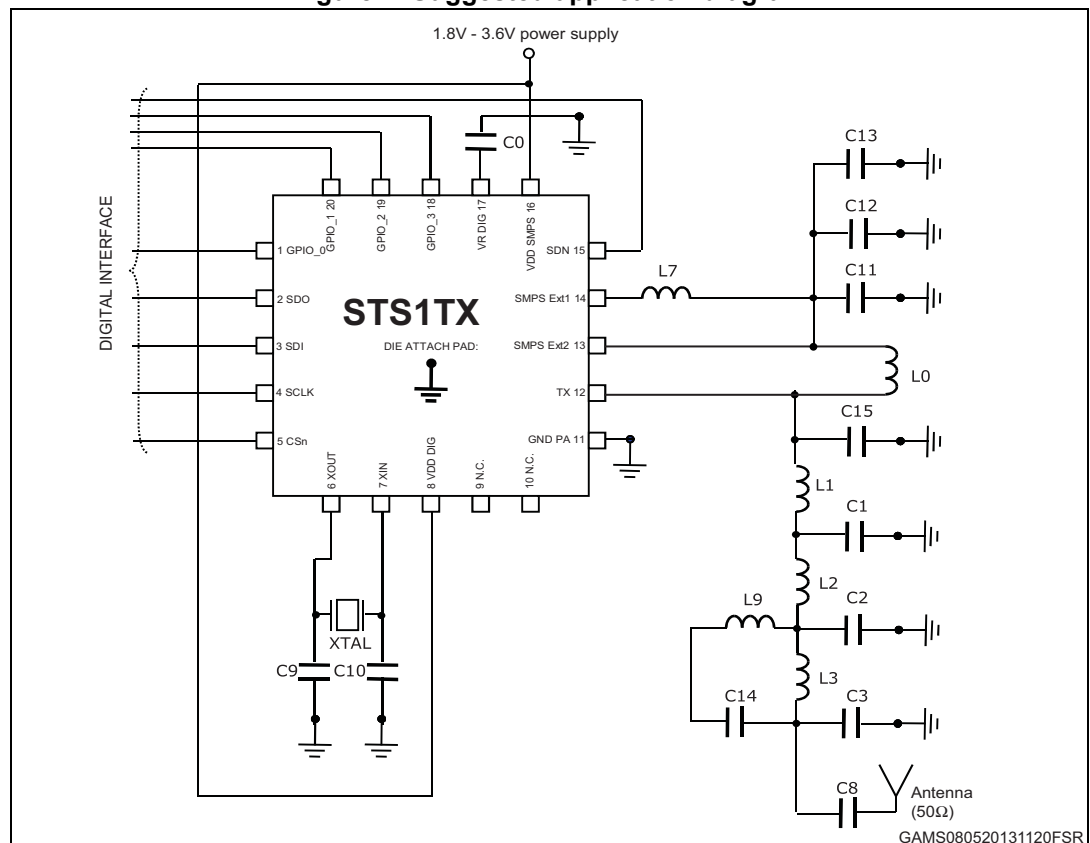 1.8V - 3.6V power supply
C0
C13
C12
C11
GPIO_1 20
GPIO_2 19
GPIO_3 18
VR DIG 17
VDD SMPS 16
DIGITAL INTERFACE
1 GPIO_0
SDN 15
2 SDO
STS1TX
SMPS Ext1 14
L7
3 SDI
DIE ATTACH PAD:
SMPS Ext2 13
L0
4 SCLK
TX 12
C15
5 CSn
GND PA 11
6 XOUT
7 XIN
8 VDD DIG
9 N.C.
10 N.C.
L1
C1
L2
L9
C2
XTAL
C9
C10
L3
C14
C3
C8
Antenna
(50Ω)
GAMS080520131120FSR